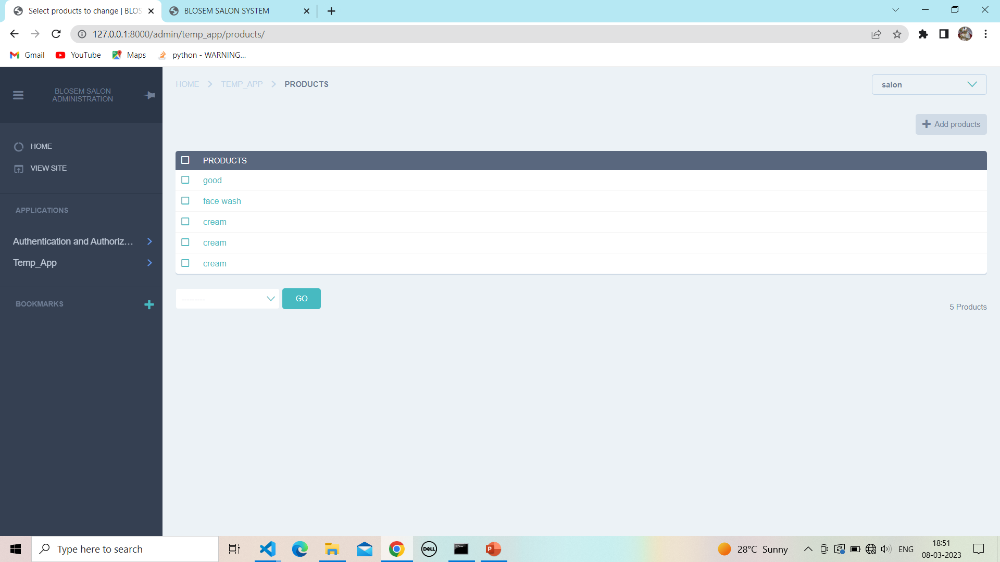 Select products to change | BLOS
BLOSEM SALON SYSTEM
127.0.0.1:8000/admin/temp_app/products/
Gmail
YouTube
Maps
python - WARNING...
BLOSEM SALON
ADMINISTRATION
HOME
VIEW SITE
APPLICATIONS
Authentication and Authoriz...
Temp_App
BOOKMARKS
HOME > TEMP_APP > PRODUCTS
salon
Add products
PRODUCTS
good
face wash
cream
cream
cream
---------
GO
5 Products
Type here to search
DELL
P
28°C Sunny
ENG
18:51
08-03-2023